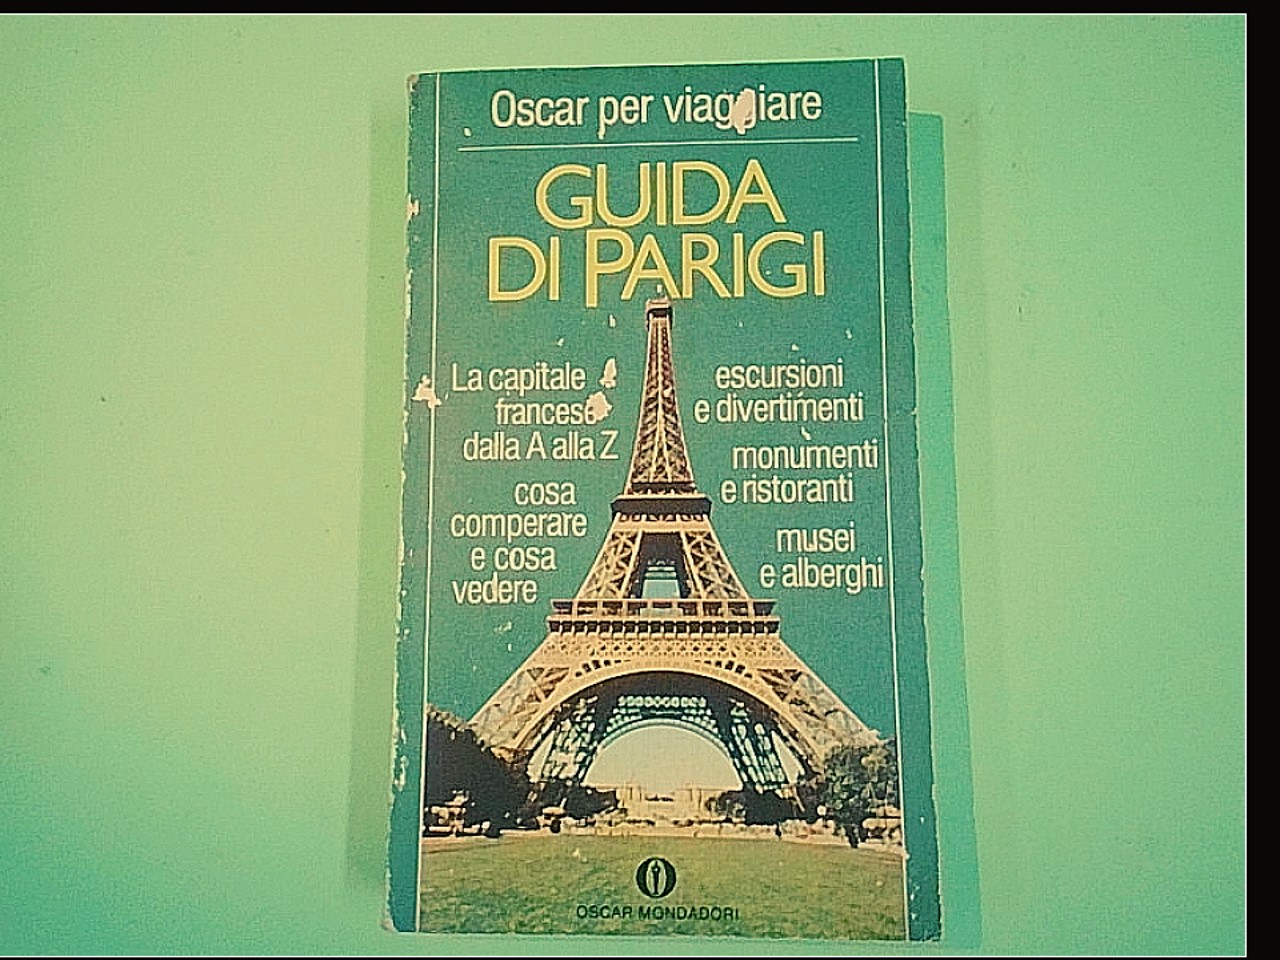 Oscar per viaggiare
GUIDA
DI PARIGI
La capitale
francese
dalla A alla Z
cosa
comperare
e cosa
vedere
escursioni
e divertimenti
monumenti
e ristoranti
musei
e alberghi
OSCAR MONDADORI